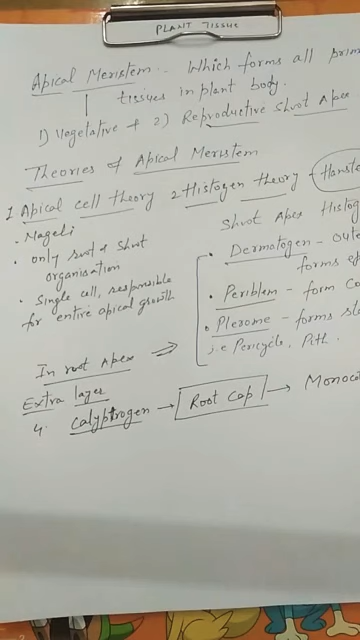 PLANT TISSUE
Apical Meristem - Which forms all prim
tissues in plant body.
1) Vegetative + 2) Reproductive Shoot Apex
Theories of Apical Meristem
1 Apical cell theory 2 Histogen theory - Hanste
Shoot Apex Histog
• Nageli
• only root & shoot
organisation
• Single cell, responsible
for entire apical growth
• Dermatogen - oute
forms ep
• Periblem - form Co
• Plerome - forms ste
i.e Pericycle, Pith.
In root Apex
Extra layer
4. Calyptrogen → Root Cap → Monoco